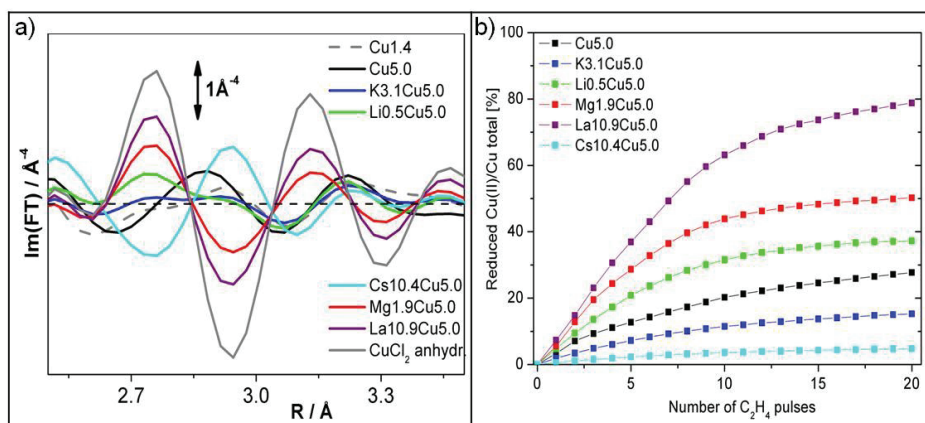 a)
Cu1.4
Cu5.0
K3.1Cu5.0
Li0.5Cu5.0
1Å⁻⁴
Im(FT) / Å⁻⁴
Cs10.4Cu5.0
Mg1.9Cu5.0
La10.9Cu5.0
CuCl₂ anhydr.
2.7 3.0 3.3
R / Å
b)
Cu5.0
K3.1Cu5.0
Li0.5Cu5.0
Mg1.9Cu5.0
La10.9Cu5.0
Cs10.4Cu5.0
Reduced Cu(II)/Cu total [%]
100
80
60
40
20
0
0 5 10 15 20
Number of C₂H₄ pulses